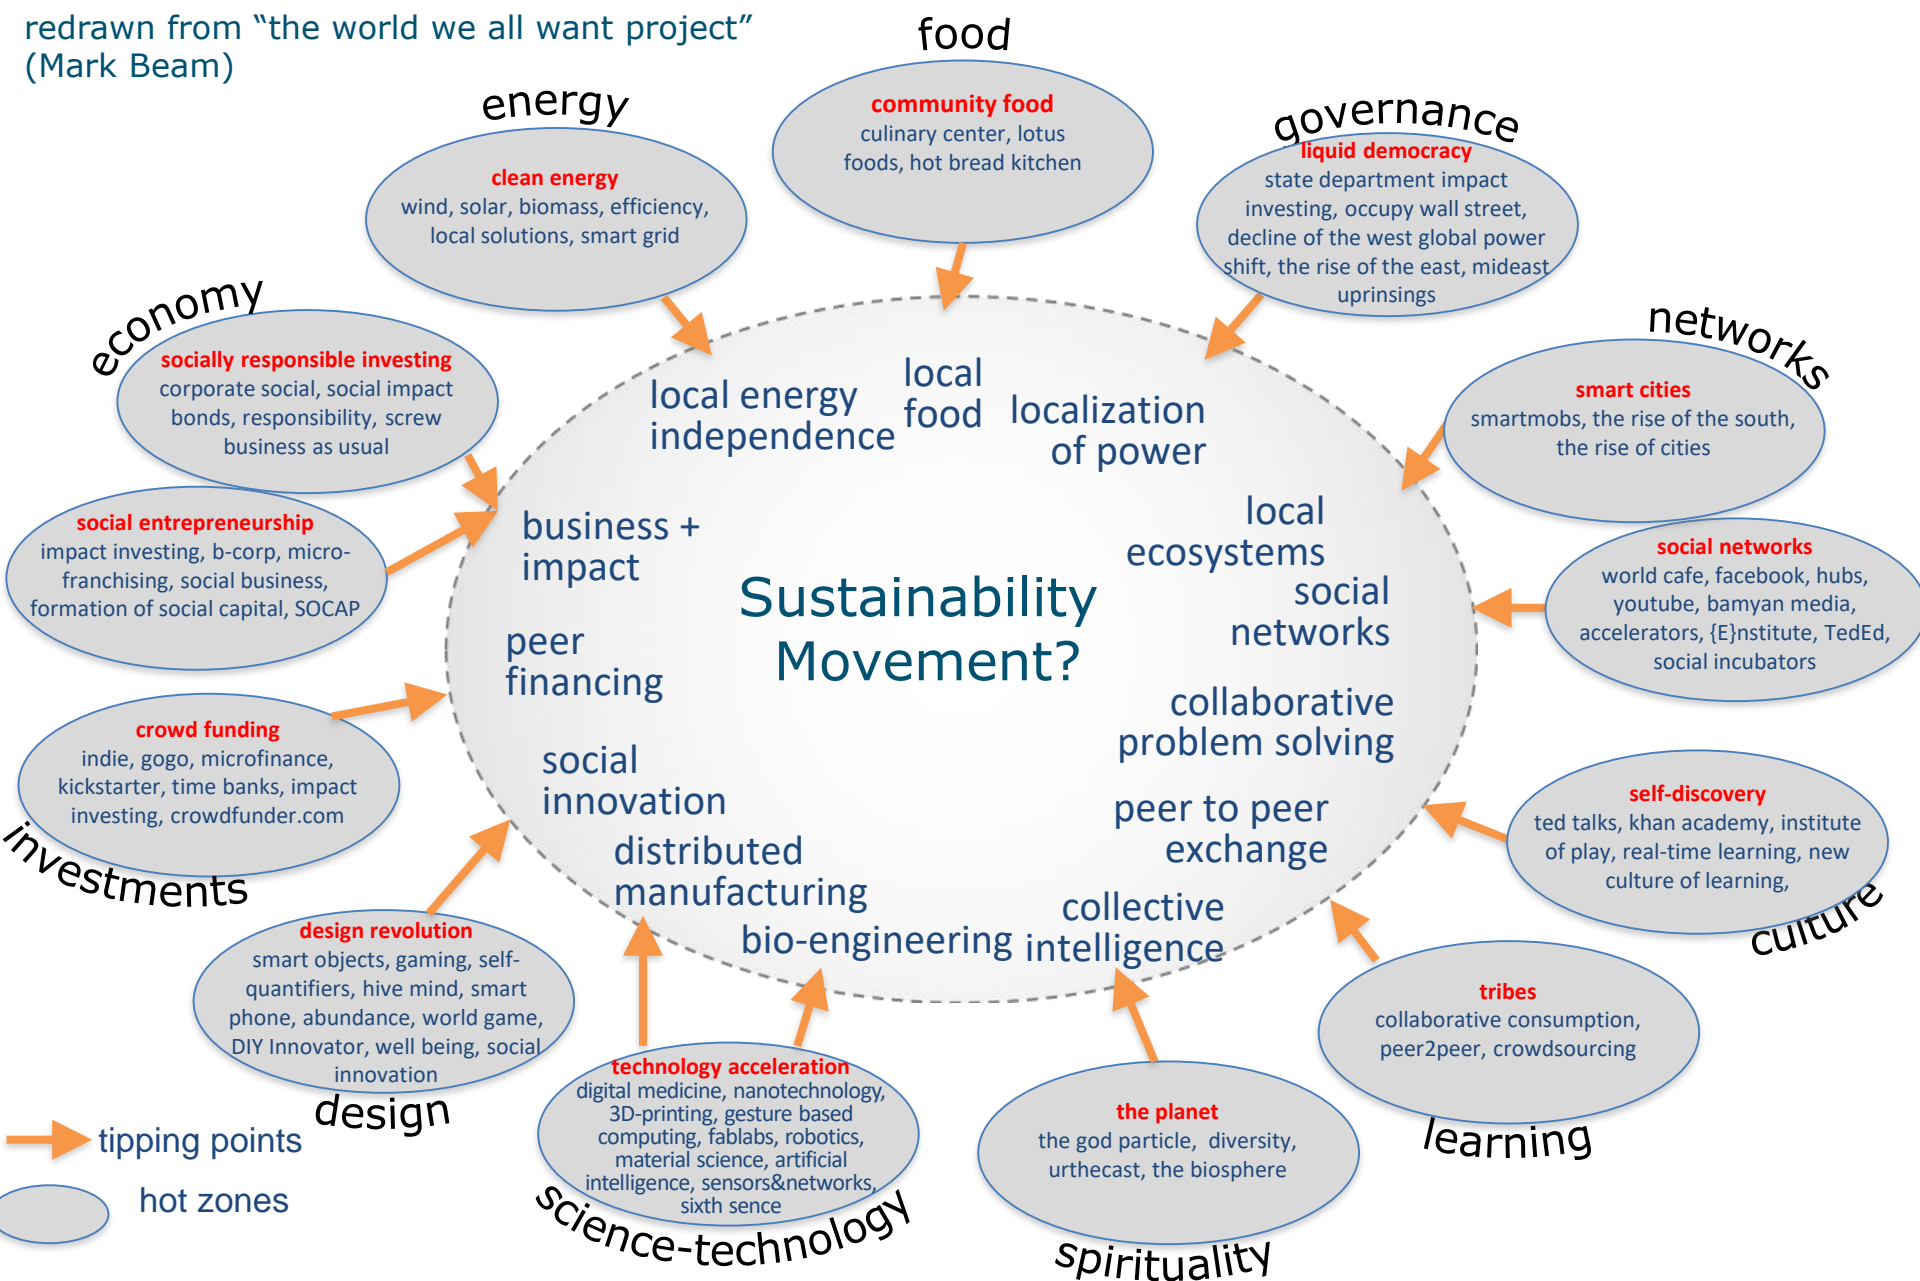 redrawn from “the world we all want project”
(Mark Beam)
food
community food
culinary center, lotus
foods, hot bread kitchen
energy
clean energy
wind, solar, biomass, efficiency,
local solutions, smart grid
governance
liquid democracy
state department impact
investing, occupy wall street,
decline of the west global power
shift, the rise of the east, mideast
uprinsings
economy
socially responsible investing
corporate social, social impact
bonds, responsibility, screw
business as usual
networks
smart cities
smartmobs, the rise of the south,
the rise of cities
social entrepreneurship
impact investing, b-corp, micro-
franchising, social business,
formation of social capital, SOCAP
social networks
world cafe, facebook, hubs,
youtube, bamyan media,
accelerators, {E}nstitute, TedEd,
social incubators
local energy
independence
local
food
localization
of power
business +
impact
local
ecosystems
social
networks
Sustainability
Movement?
peer
financing
collaborative
problem solving
social
innovation
peer to peer
exchange
distributed
manufacturing
bio-engineering
collective
intelligence
crowd funding
indie, gogo, microfinance,
kickstarter, time banks, impact
investing, crowdfunder.com
investments
self-discovery
ted talks, khan academy, institute
of play, real-time learning, new
culture of learning,
culture
design revolution
smart objects, gaming, self-
quantifiers, hive mind, smart
phone, abundance, world game,
DIY Innovator, well being, social
innovation
design
tribes
collaborative consumption,
peer2peer, crowdsourcing
learning
technology acceleration
digital medicine, nanotechnology,
3D-printing, gesture based
computing, fablabs, robotics,
material science, artificial
intelligence, sensors&networks,
sixth sence
science-technology
the planet
the god particle, diversity,
urthecast, the biosphere
spirituality
tipping points
hot zones